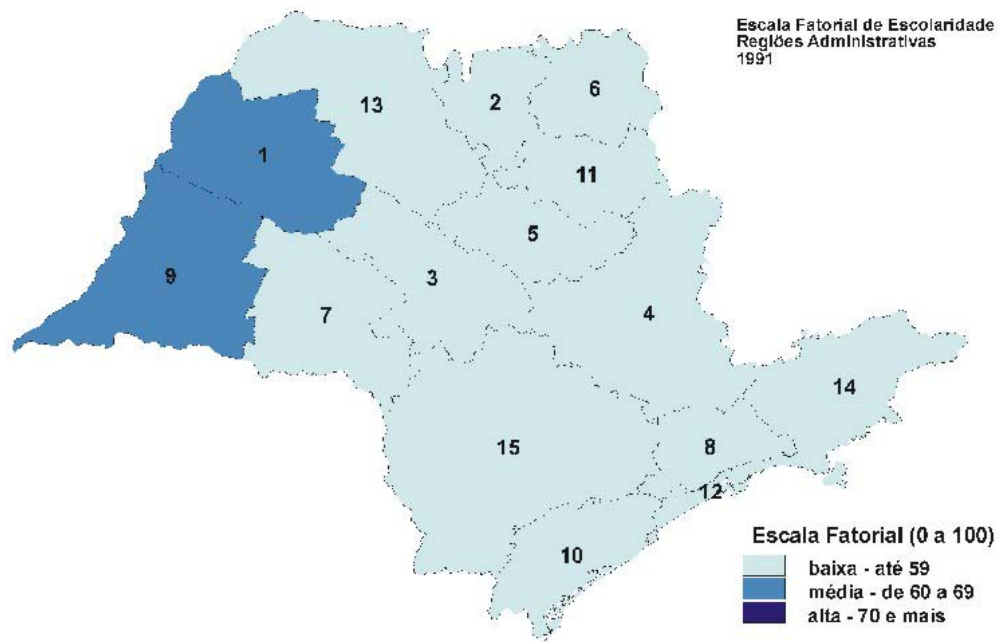 Escala Fatorial de Escolaridade
Regiões Administrativas
1991
13
2
6
1
11
5
9
3
7
4
14
15
8
12
10
Escala Fatorial (0 a 100)
baixa - até 59
média - de 60 a 69
alta - 70 e mais